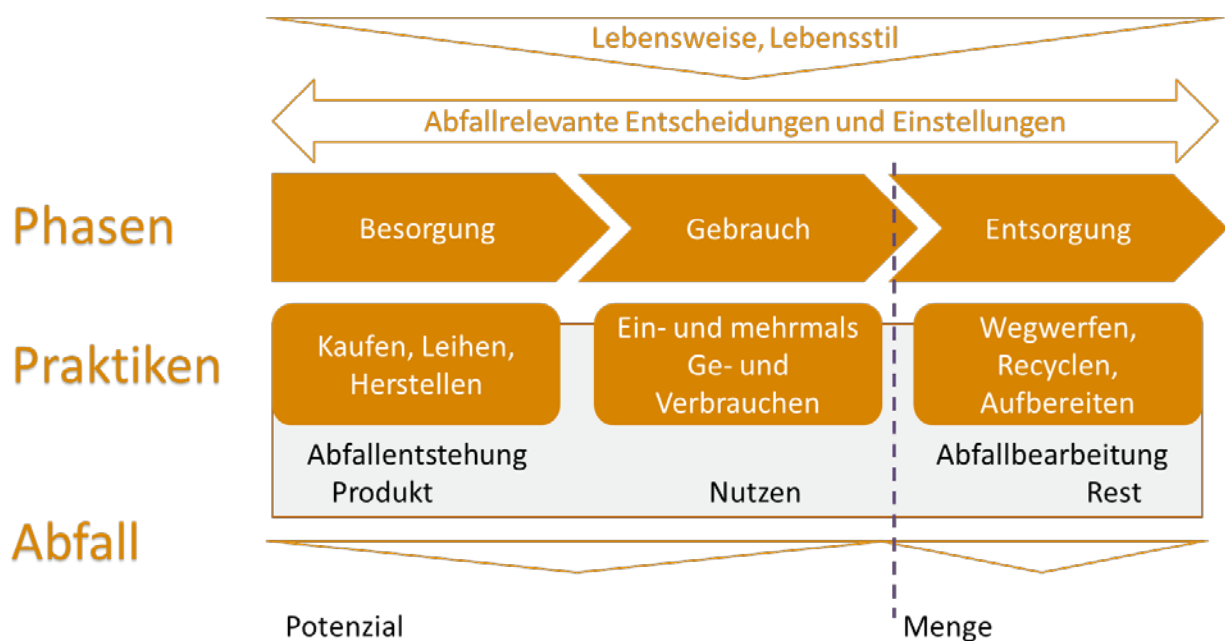 Lebensweise, Lebensstil
Abfallrelevante Entscheidungen und Einstellungen
Phasen
Besorgung
Gebrauch
Entsorgung
Praktiken
Kaufen, Leihen,
Herstellen
Ein- und mehrmals
Ge- und
Verbrauchen
Wegwerfen,
Recyclen,
Aufbereiten
Abfallentstehung
Abfallbearbeitung
Produkt
Nutzen
Rest
Abfall
Potenzial
Menge